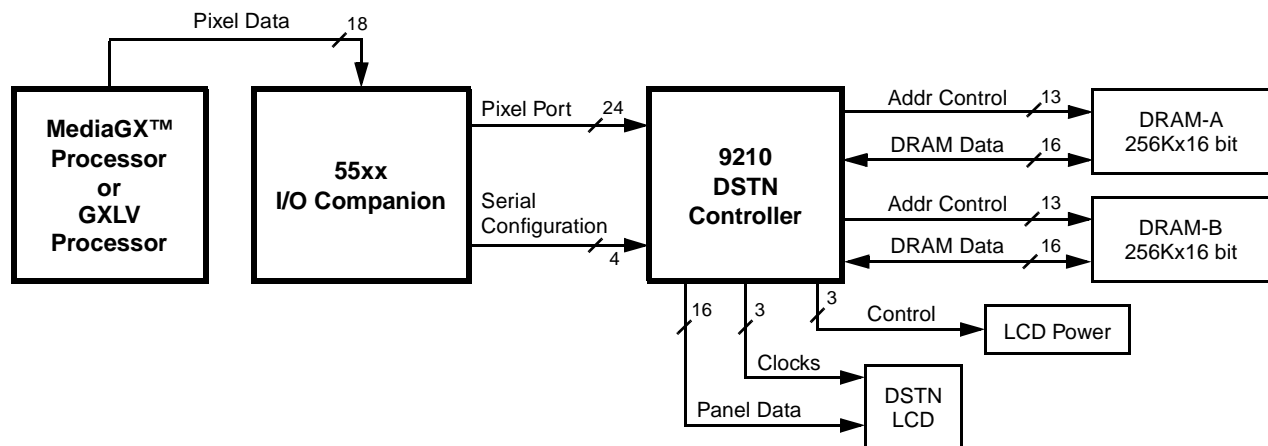 Pixel Data
18
MediaGX™
Processor
or
GXLV
Processor
55xx
I/O Companion
Pixel Port
24
Serial
Configuration
4
9210
DSTN
Controller
Addr Control
13
DRAM Data
16
Addr Control
13
DRAM Data
16
DRAM-A
256Kx16 bit
DRAM-B
256Kx16 bit
16
3
3
Control
LCD Power
Clocks
Panel Data
DSTN
LCD